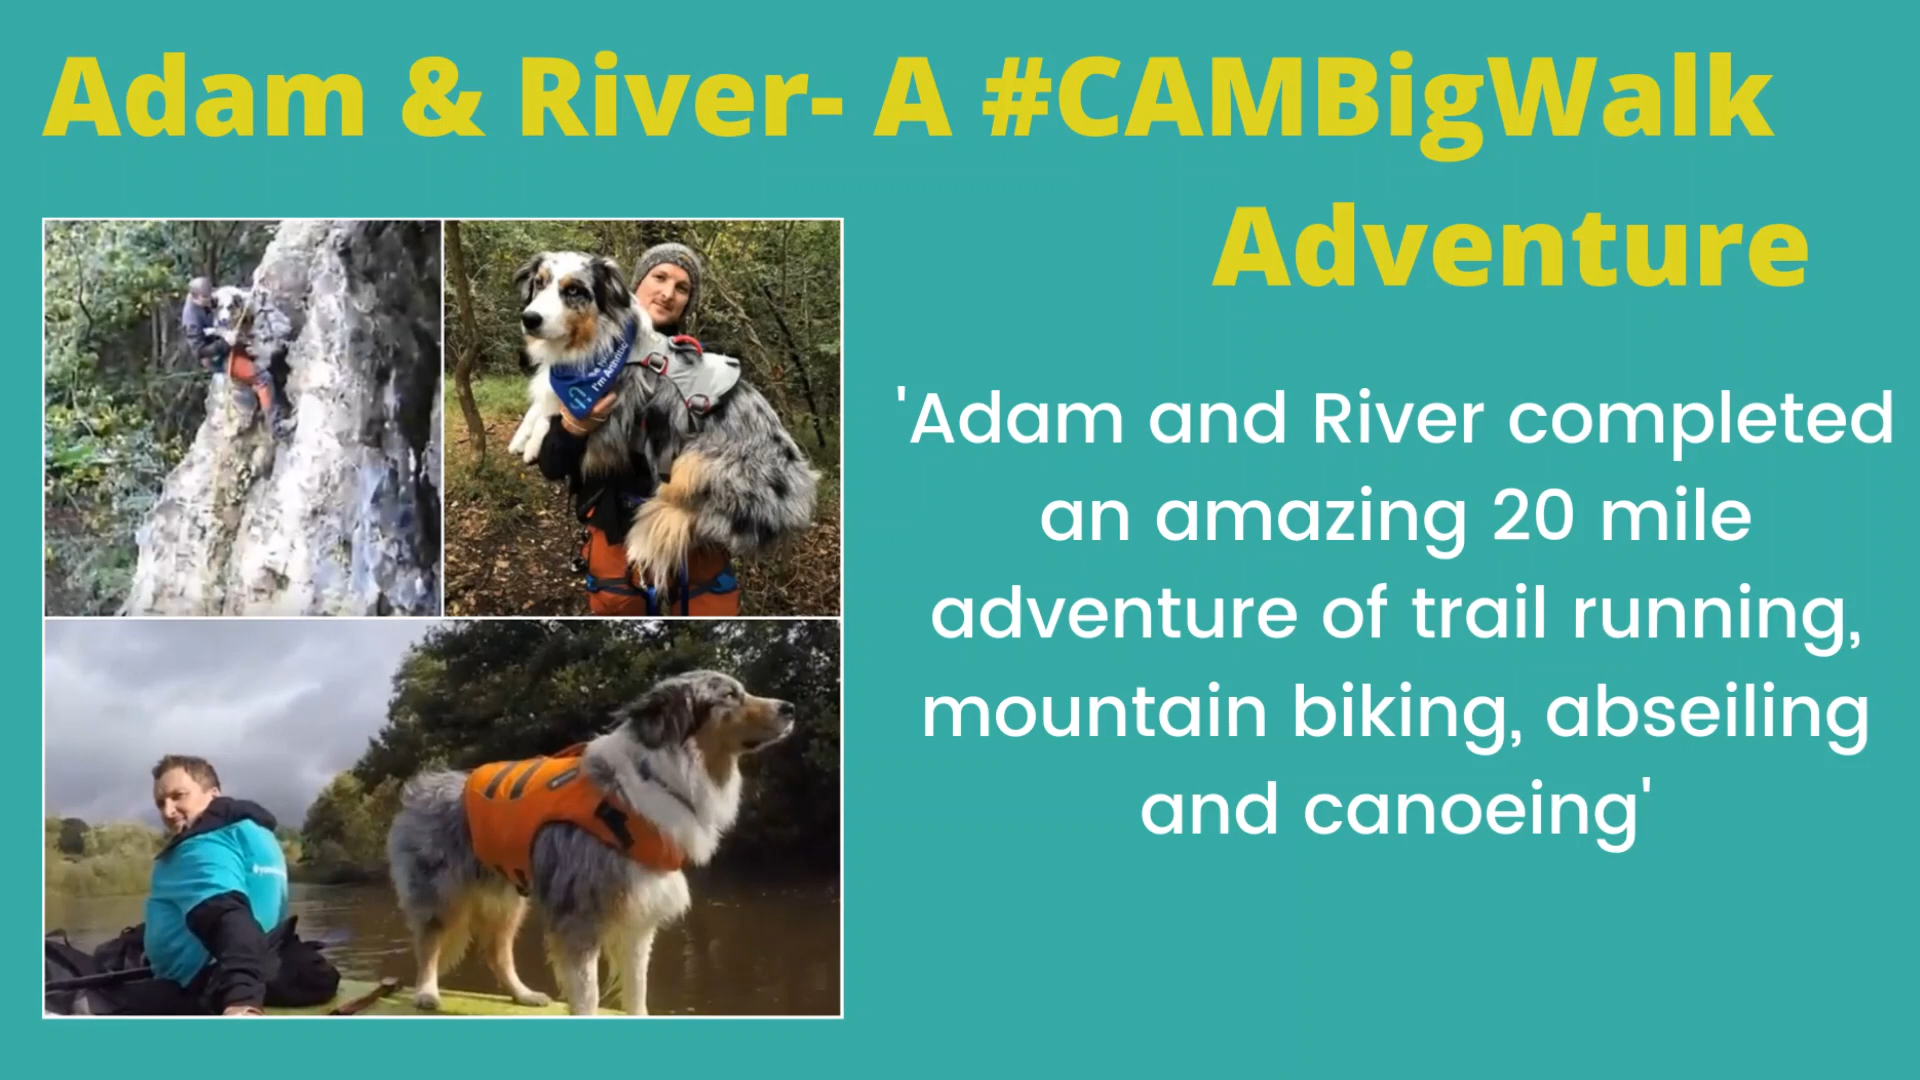 Adam & River- A #CAMBigWalk
Adventure
'Adam and River completed
an amazing 20 mile
adventure of trail running,
mountain biking, abseiling
and canoeing'
I'm